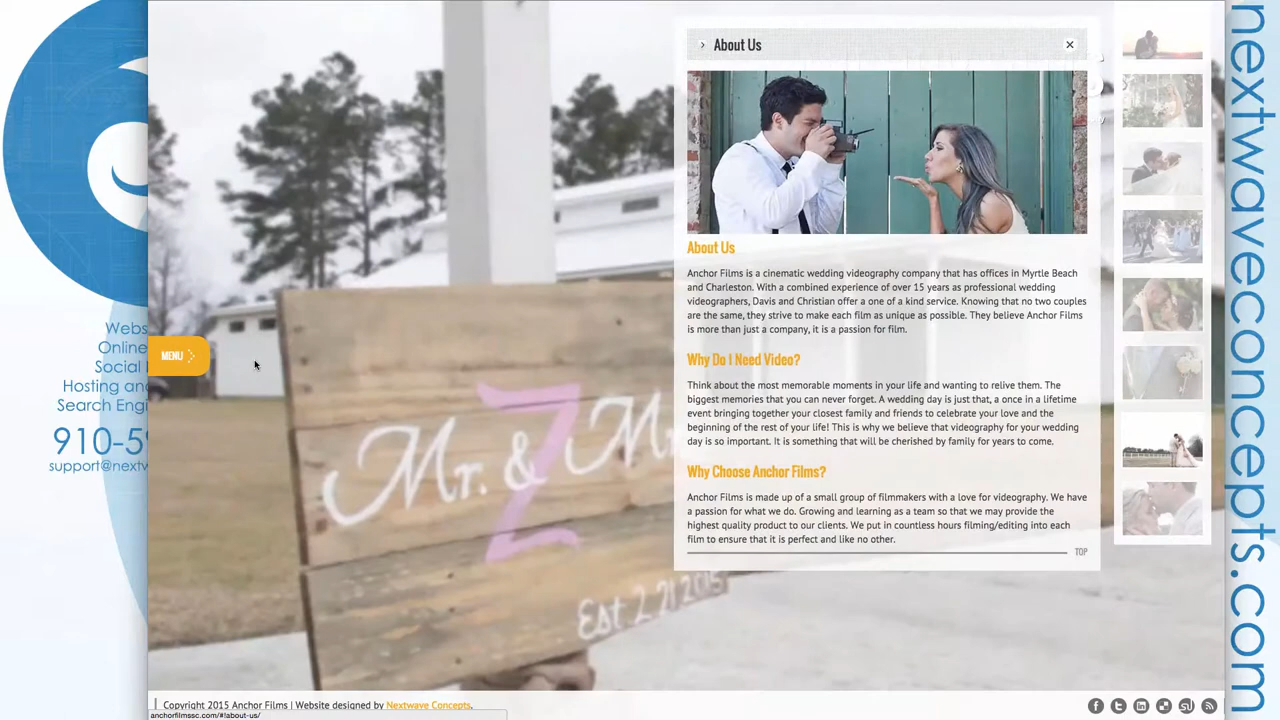 About Us
About Us
Anchor Films is a cinematic wedding videography company that has offices in Myrtle Beach
and Charleston. With a combined experience of over 15 years as professional wedding
videographers, Davis and Christian offer a one of a kind service. Knowing that no two couples
are the same, they strive to make each film as unique as possible. They believe Anchor Films
is more than just a company, it is a passion for film.
Why Do I Need Video?
Think about the most memorable moments in your life and wanting to relive them. The
biggest memories that you can never forget. A wedding day is just that, a once in a lifetime
event bringing together your closest family and friends to celebrate your love and the
beginning of the rest of your life! This is why we believe that videography for your wedding
day is so important. It is something that will be cherished by family for years to come.
Why Choose Anchor Films?
Anchor Films is made up of a small group of filmmakers with a love for videography. We have
a passion for what we do. Growing and learning as a team so that we may provide the
highest quality product to our clients. We put in countless hours filming/editing into each
film to ensure that it is perfect and like no other.
TOP
MENU
Mr. & M
Z
Est 2.21.2015
Webs
Online
Social
Hosting and
Search Engi
910-5
support@nextw
Copyright 2015 Anchor Films | Website designed by Nextwave Concepts.
anchorfilmssc.com/#!about-us/
nextwaveconcepts.com